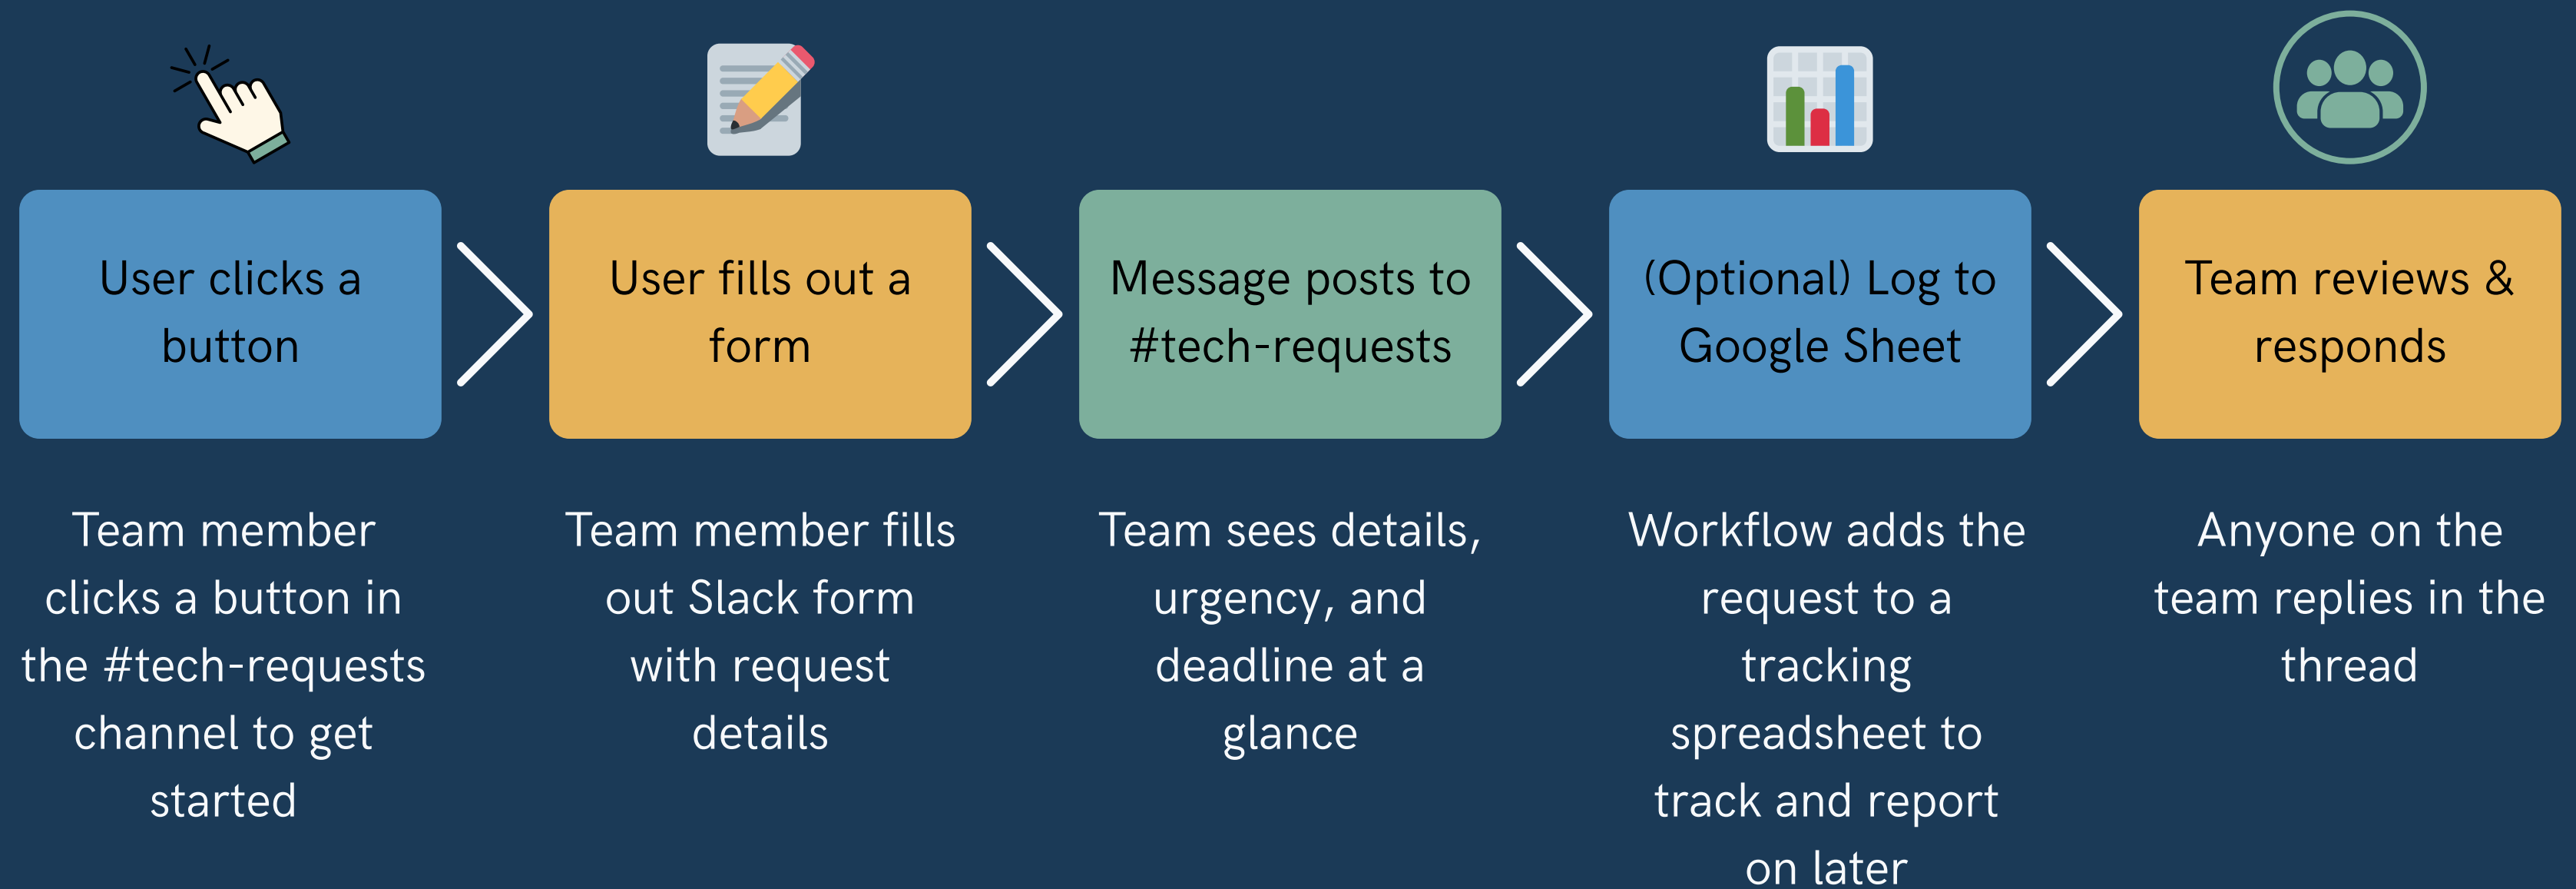 User clicks a
button
User fills out a
form
Message posts to
#tech-requests
(Optional) Log to
Google Sheet
Team reviews &
responds
Team member
clicks a button in
the #tech-requests
channel to get
started
Team member fills
out Slack form
with request
details
Team sees details,
urgency, and
deadline at a
glance
Workflow adds the
request to a
tracking
spreadsheet to
track and report
on later
Anyone on the
team replies in the
thread